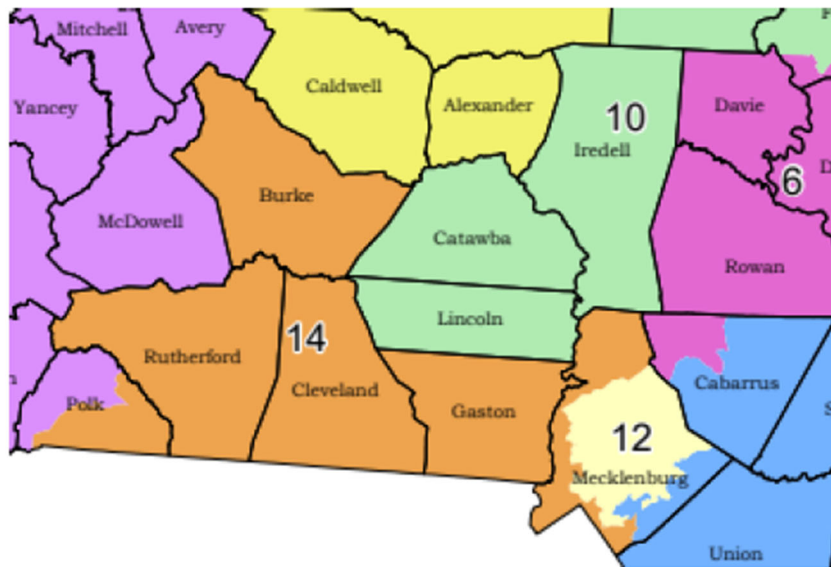 Mitchell
Avery
Yancey
Caldwell
Alexander
10
Iredell
Davie
6
McDowell
Burke
Catawba
Rowan
Lincoln
Rutherford
14
Cleveland
Gaston
Polk
Cabarrus
12
Mecklenburg
Union